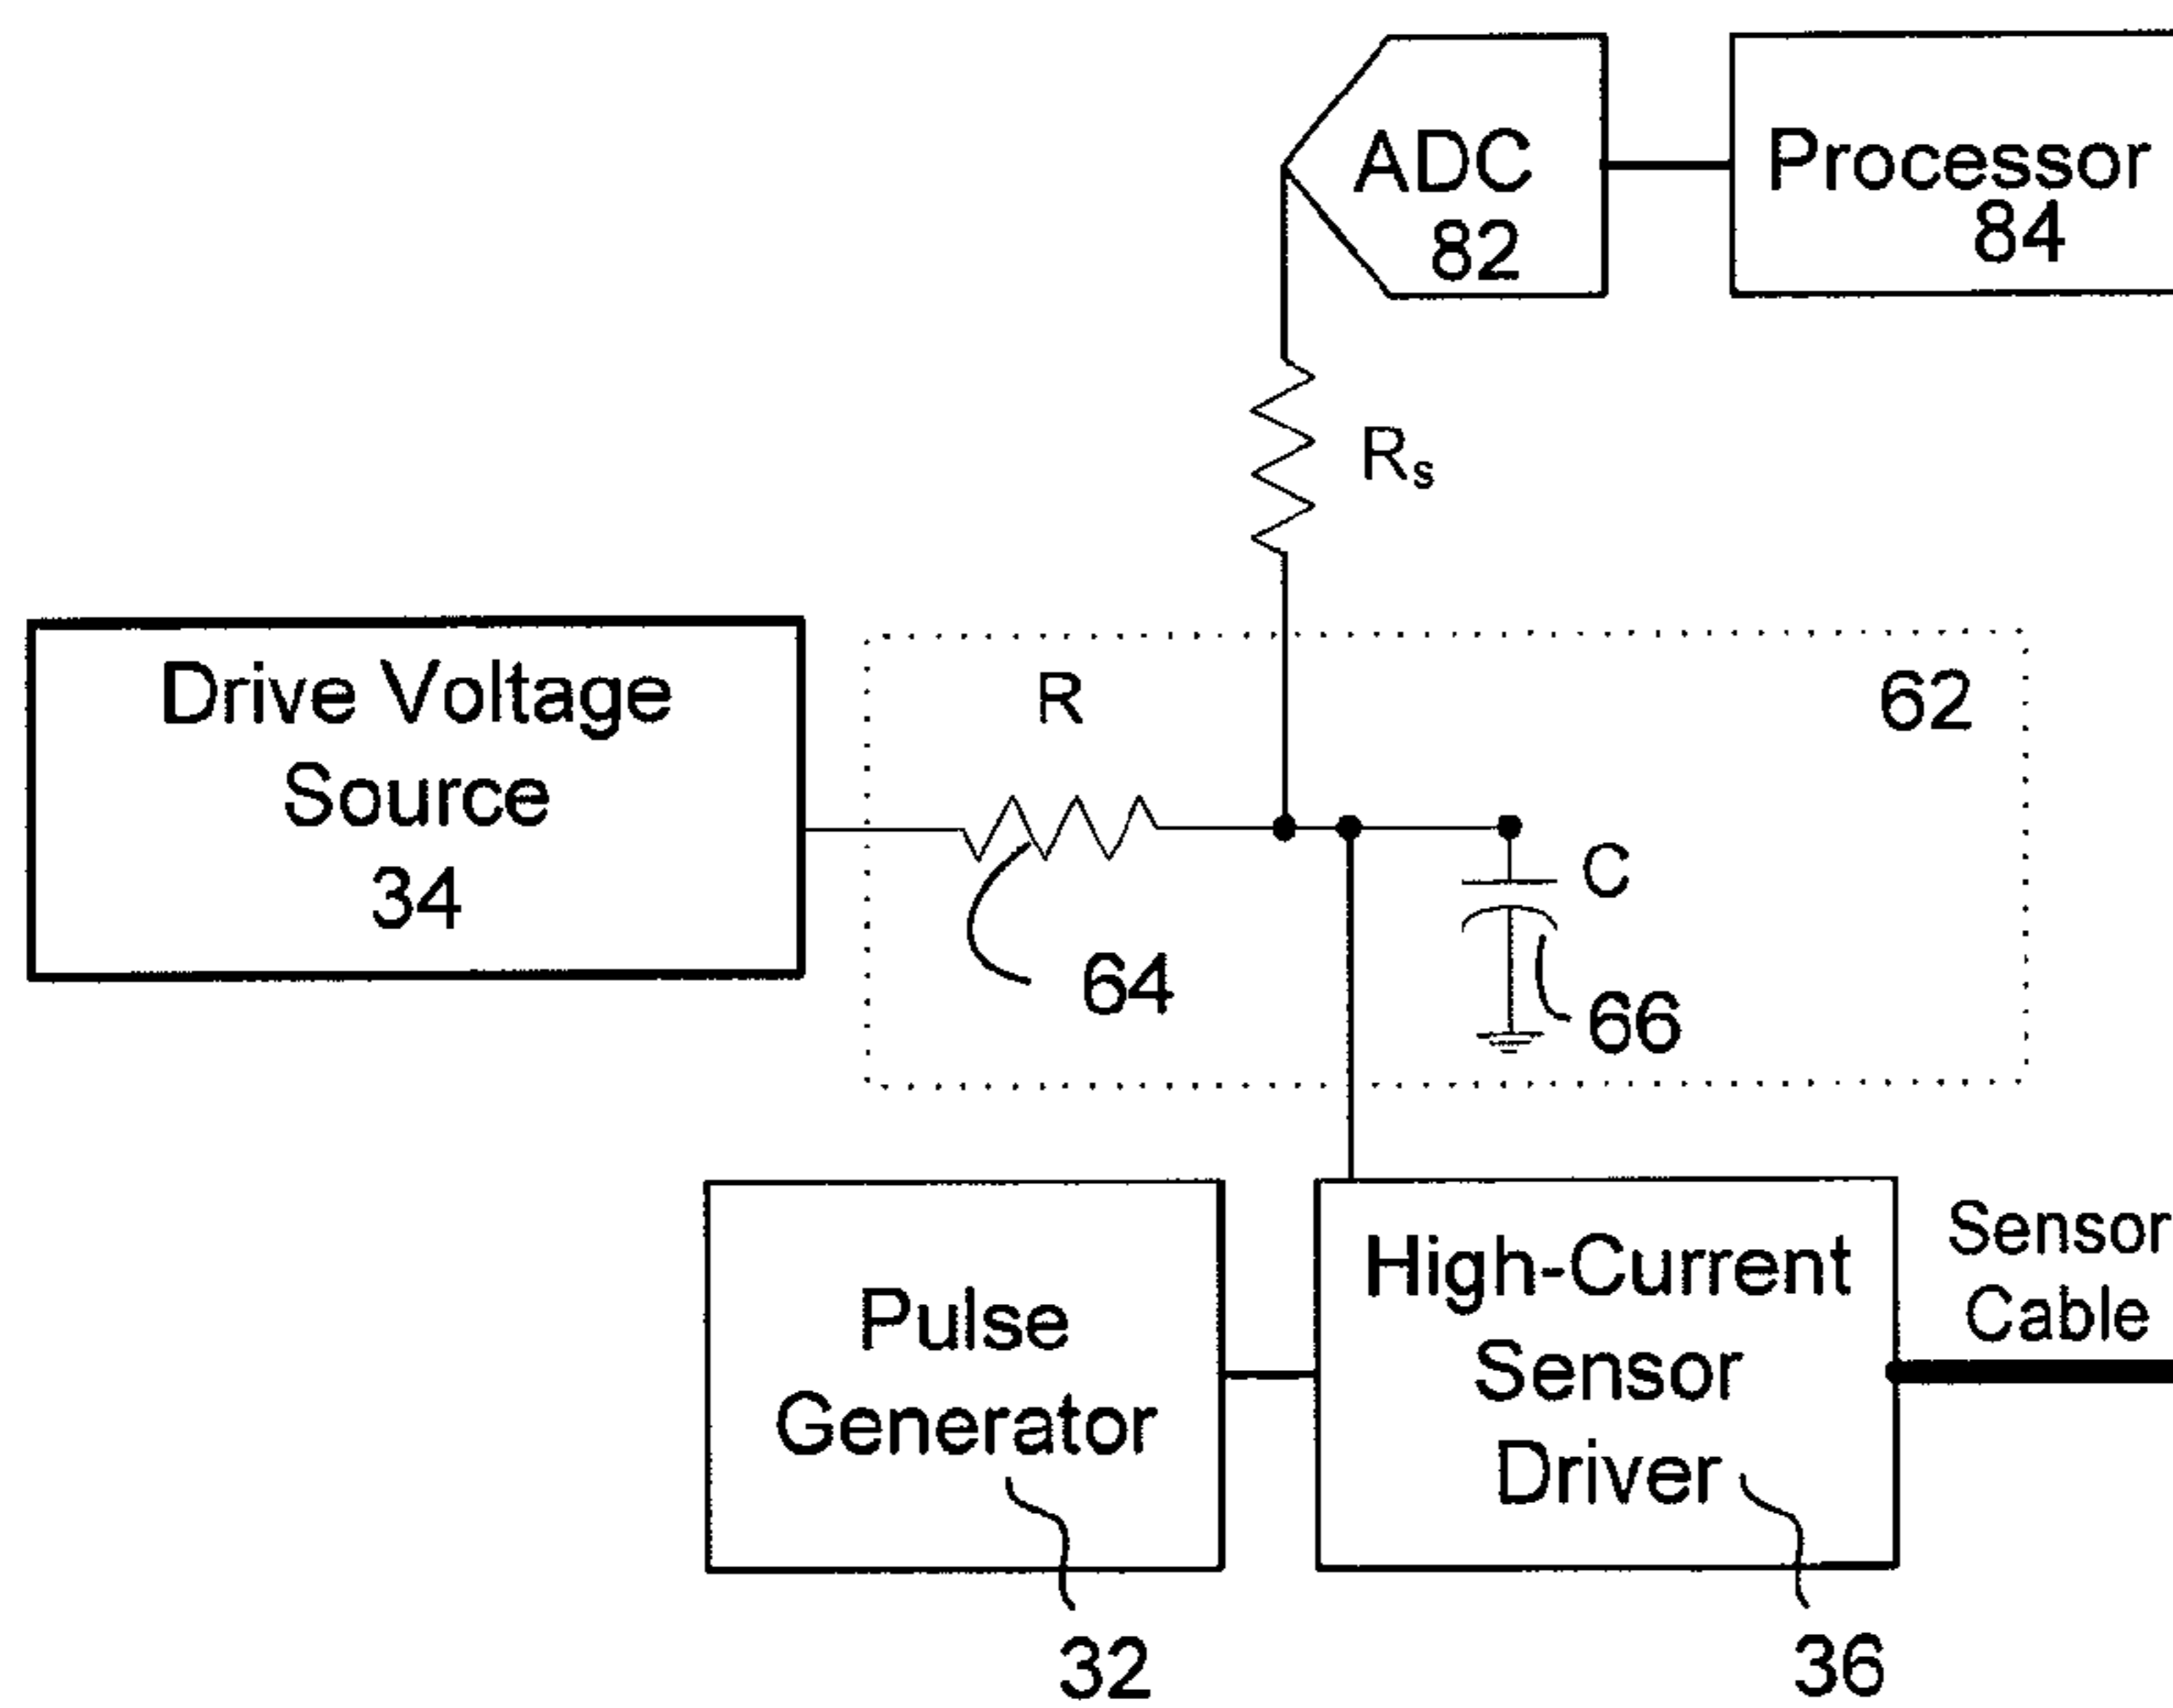 ADC
82
Processor
84
Rs
Drive Voltage
Source
34
R
62
C
64
66
Pulse
Generator
32
High-Current
Sensor
Driver
36
Sensor
Cable